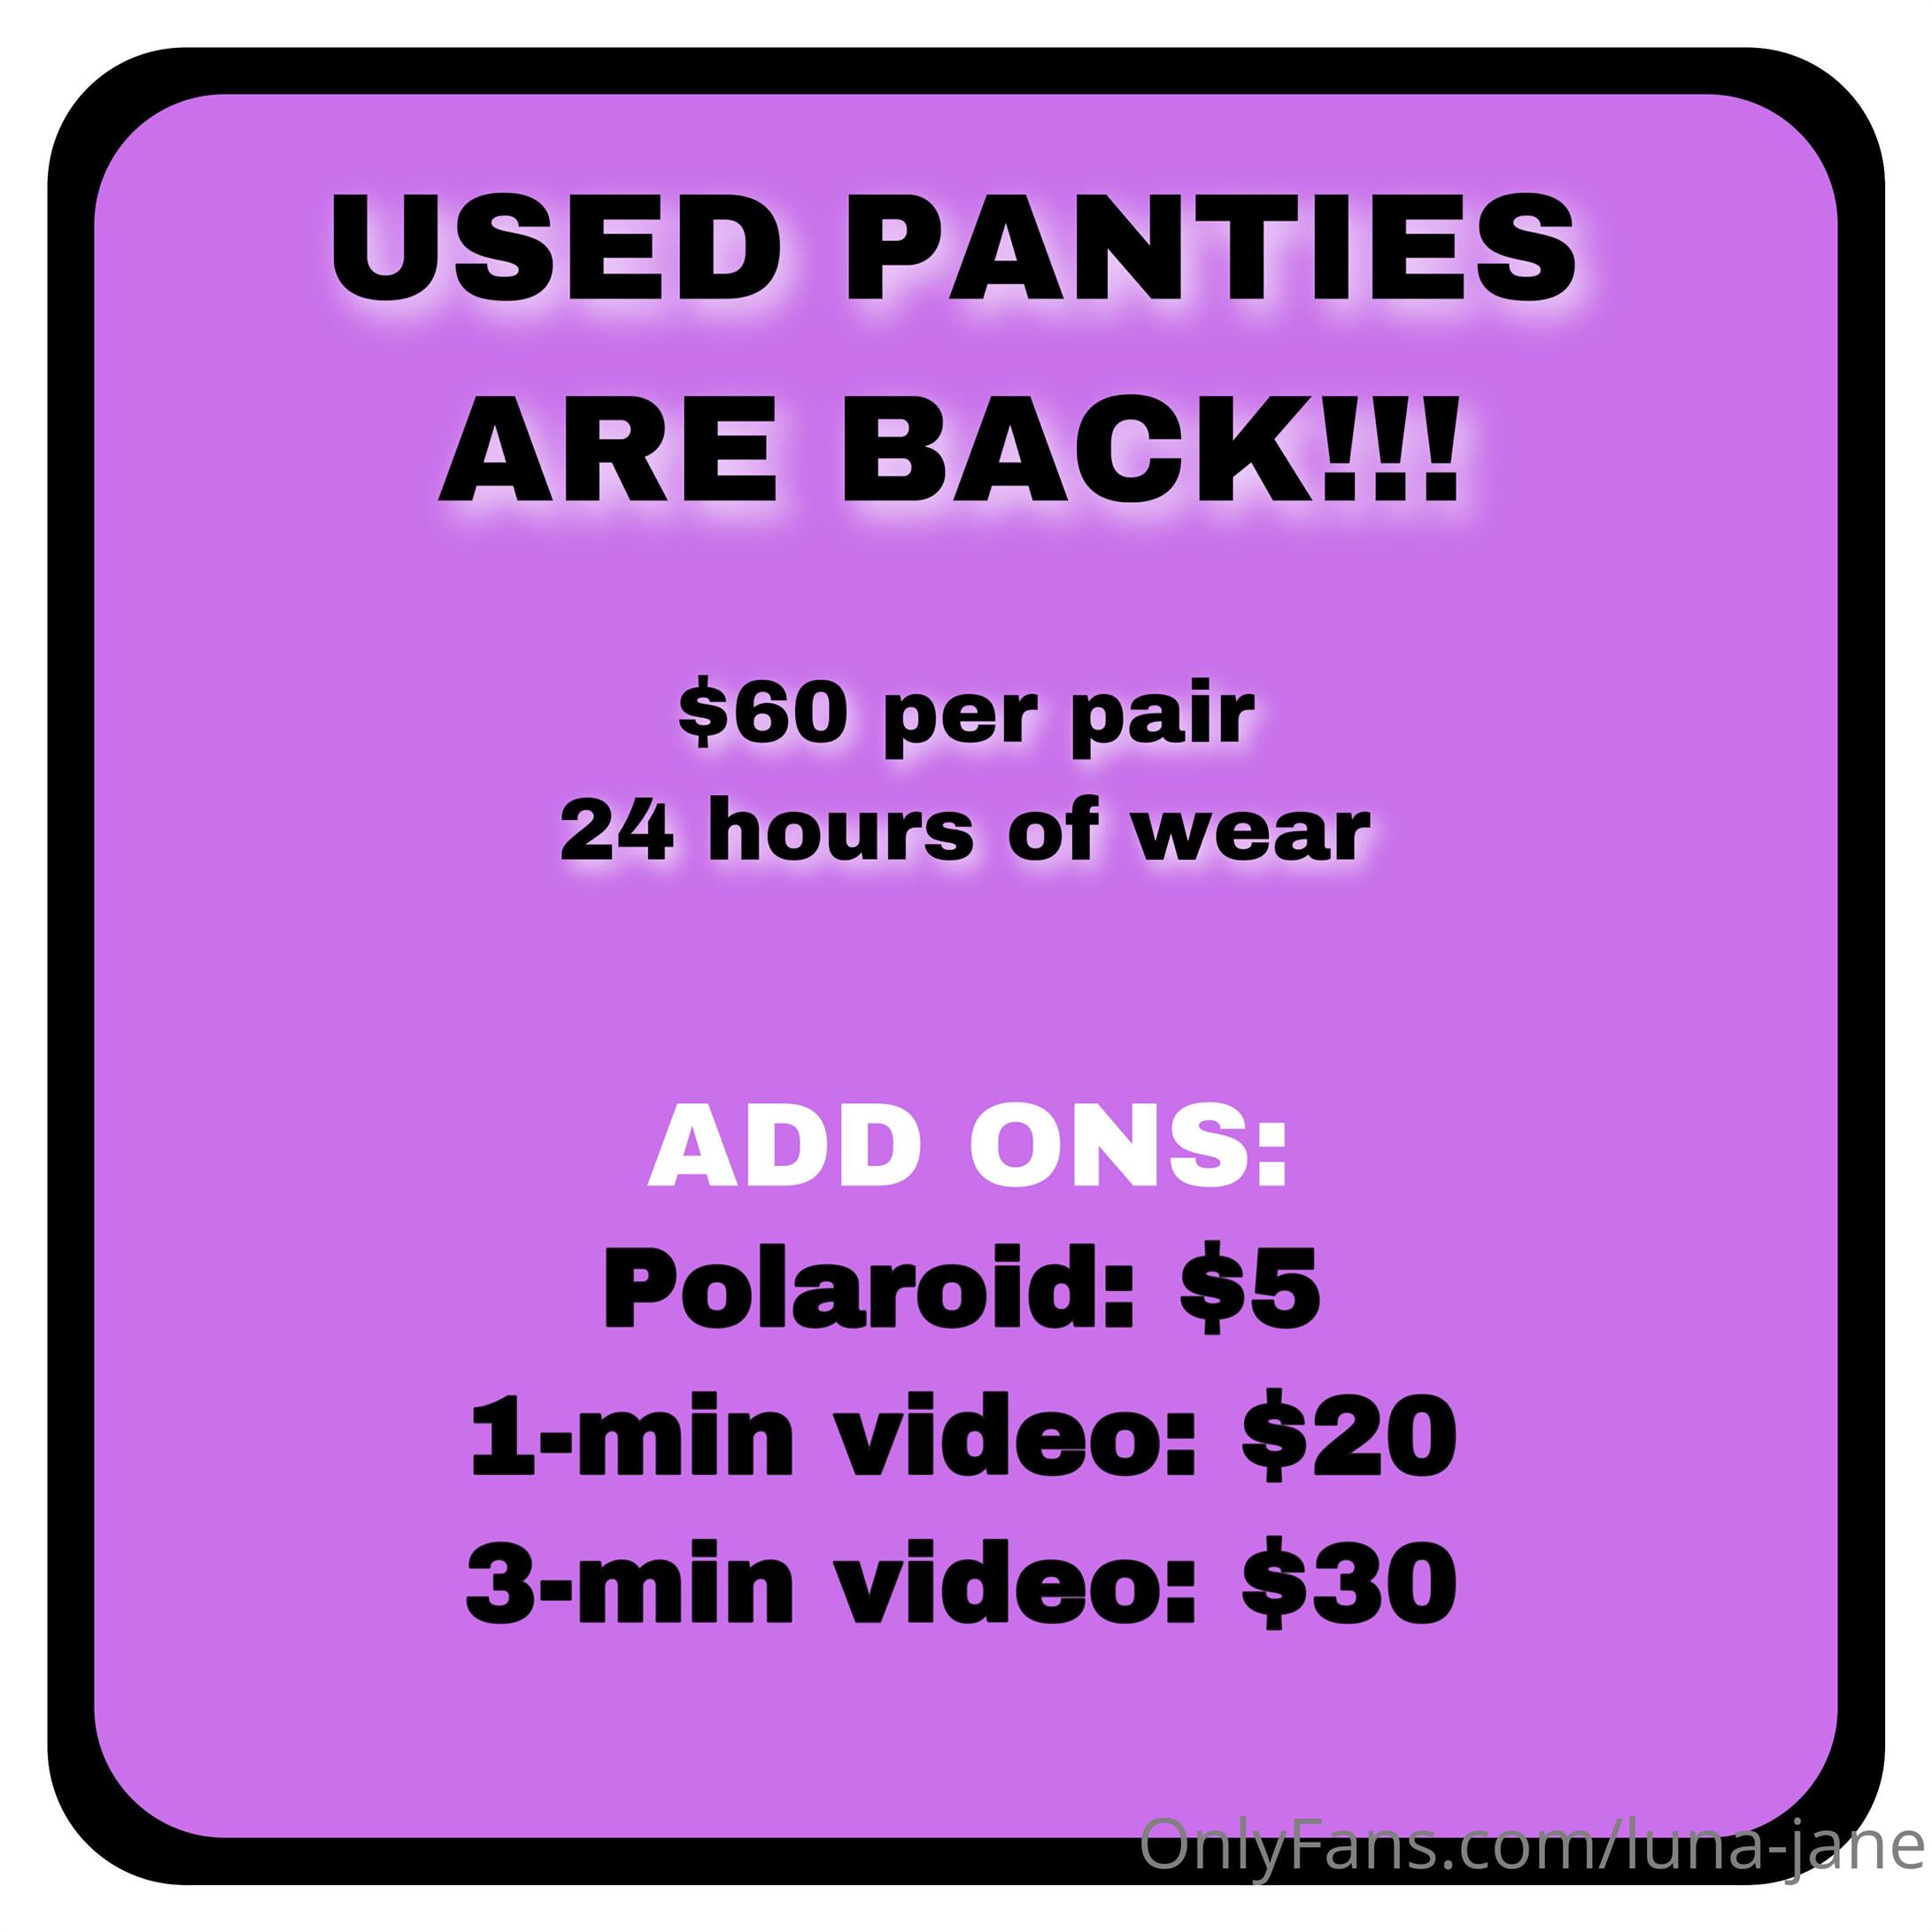 USED PANTIES
ARE BACK!!!
$60 per pair
24 hours of wear
ADD ONS:
Polaroid: $5
1-min video: $20
3-min video: $30
OnlyFans.com/luna-jane